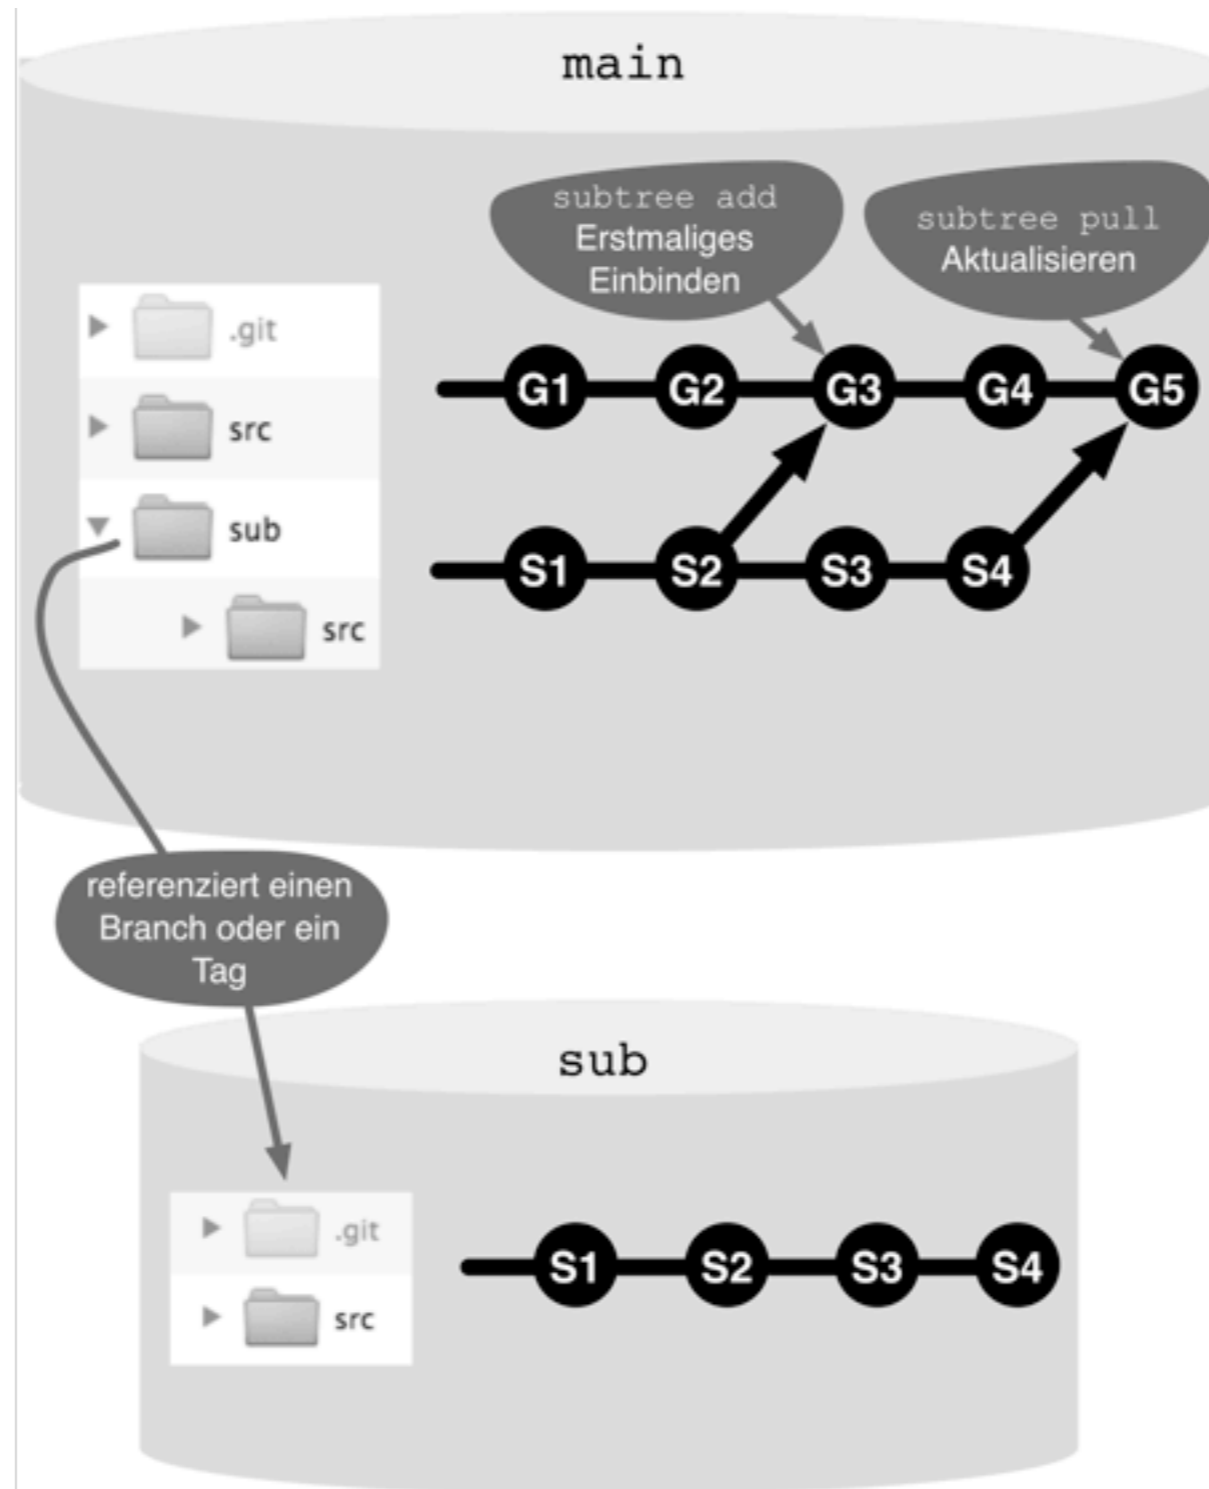 main
subtree add
Erstmaliges
Einbinden
subtree pull
Aktualisieren
.git
src
sub
src
G1 G2 G3 G4 G5
S1 S2 S3 S4
referenziert einen
Branch oder ein
Tag
sub
.git
src
S1 S2 S3 S4